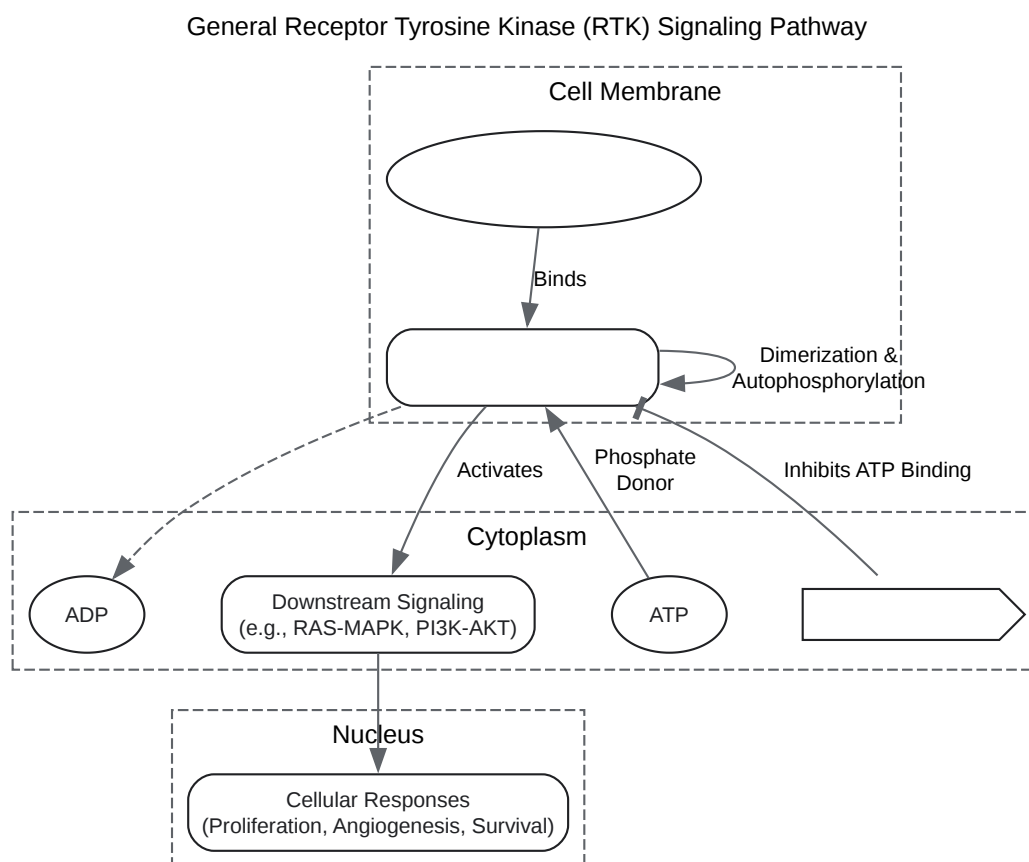 General Receptor Tyrosine Kinase (RTK) Signaling Pathway
Cell Membrane
Binds
Dimerization &
Autophosphorylation
Activates
Phosphate
Donor
Inhibits ATP Binding
Cytoplasm
ADP
Downstream Signaling
(e.g., RAS-MAPK, PI3K-AKT)
ATP
Nucleus
Cellular Responses
(Proliferation, Angiogenesis, Survival)